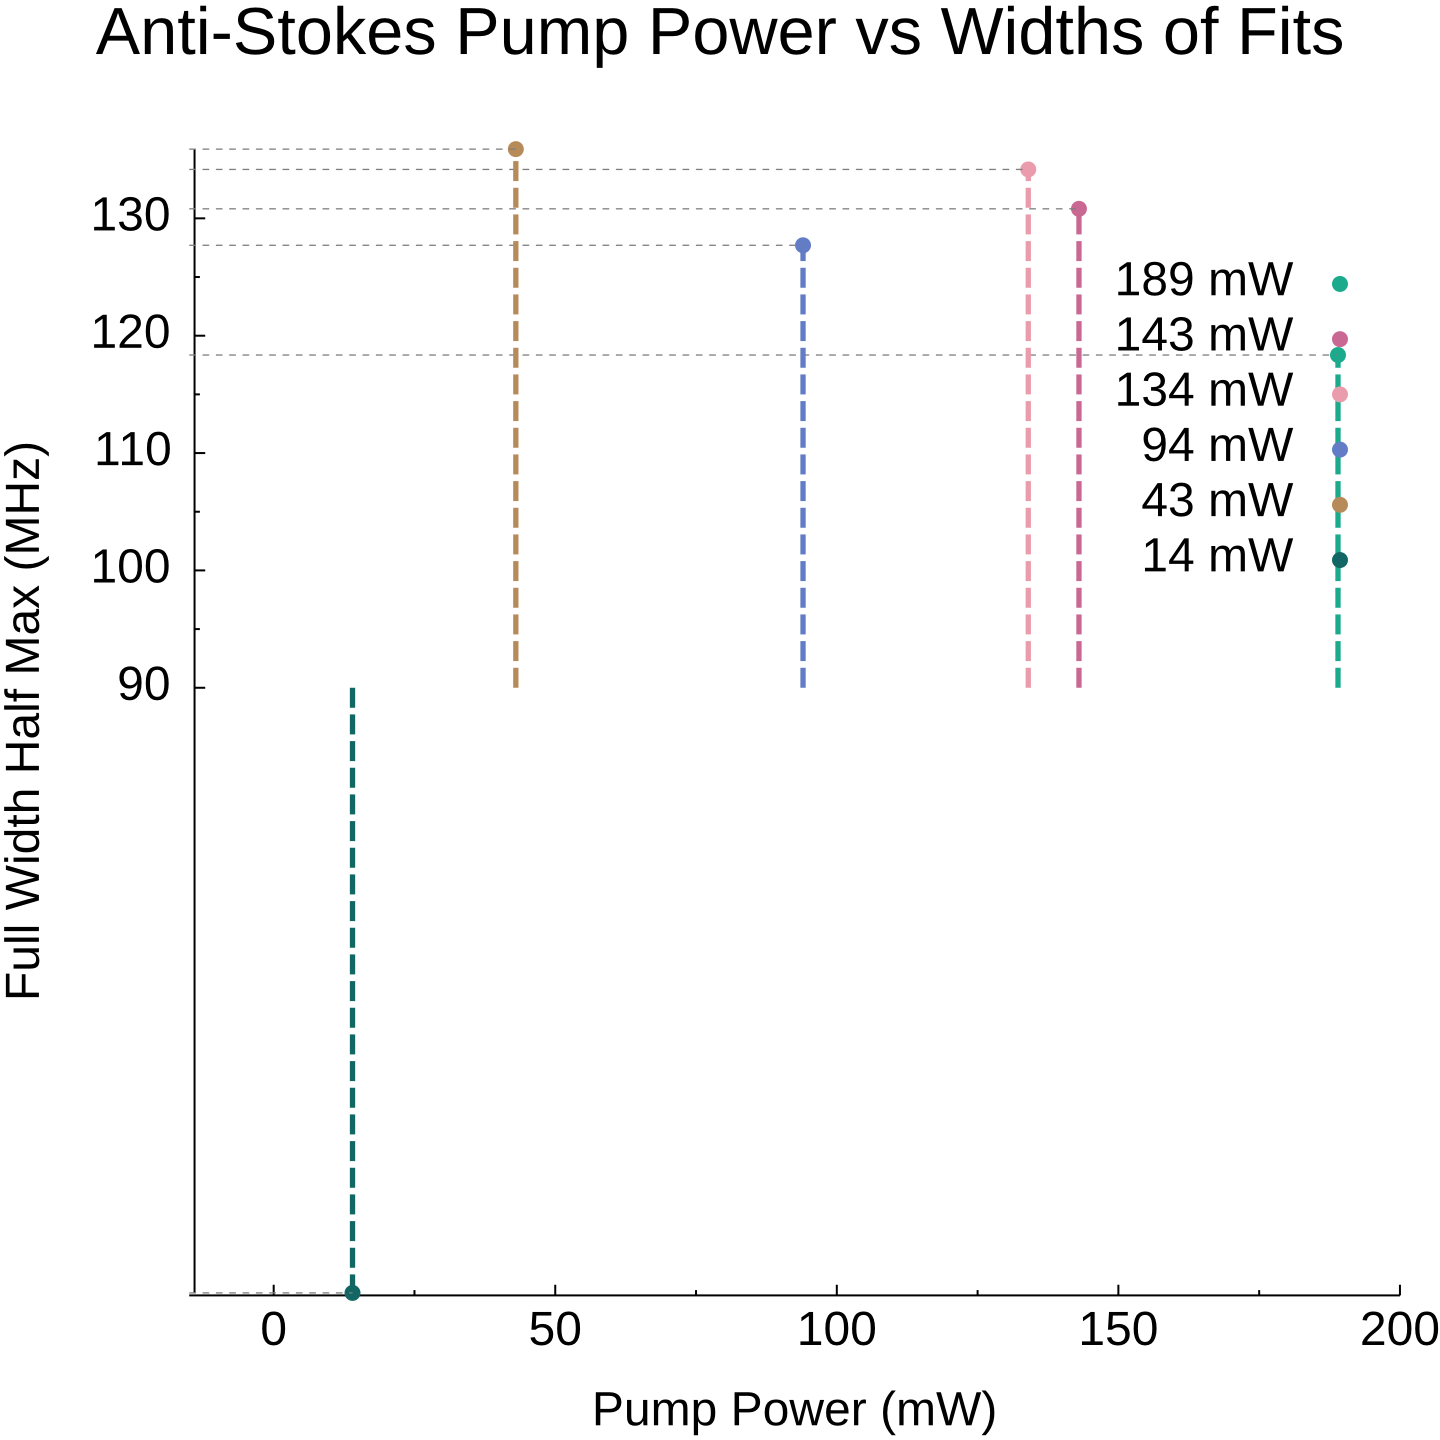 Anti-Stokes Pump Power vs Widths of Fits
Full Width Half Max (MHz)
130
120
110
100
90
189 mW
143 mW
134 mW
94 mW
43 mW
14 mW
0 50 100 150 200
Pump Power (mW)